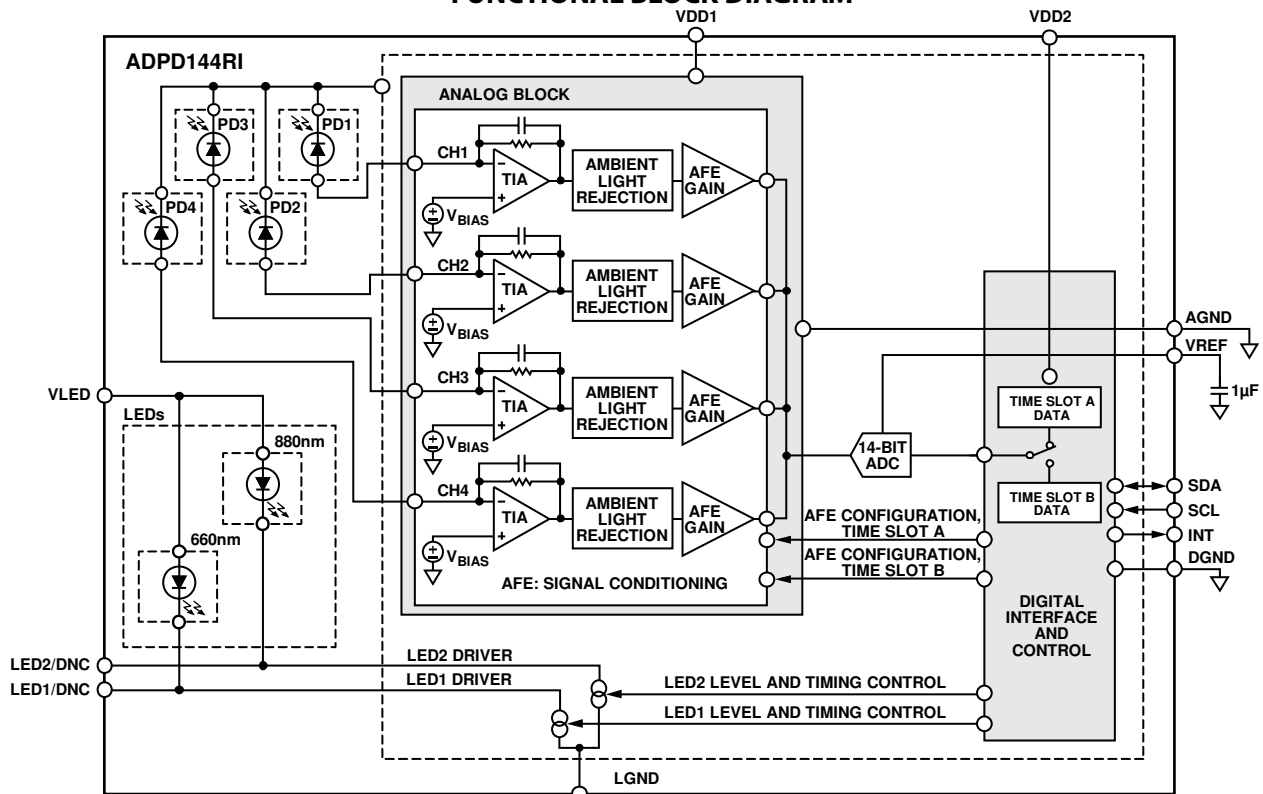 FUNCTIONAL BLOCK DIAGRAM
VDD1
VDD2
ADPD144RI
ANALOG BLOCK
PD3
PD1
PD4
PD2
CH1
TIA
VBIAS
AMBIENT
LIGHT
REJECTION
AFE
GAIN
CH2
TIA
VBIAS
AMBIENT
LIGHT
REJECTION
AFE
GAIN
CH3
TIA
VBIAS
AMBIENT
LIGHT
REJECTION
AFE
GAIN
CH4
TIA
VBIAS
AMBIENT
LIGHT
REJECTION
AFE
GAIN
AFE: SIGNAL CONDITIONING
VLED
LEDs
880nm
660nm
14-BIT
ADC
TIME SLOT A
DATA
TIME SLOT B
DATA
AFE CONFIGURATION,
TIME SLOT A
AFE CONFIGURATION,
TIME SLOT B
DIGITAL
INTERFACE
AND
CONTROL
AGND
VREF
1µF
SDA
SCL
INT
DGND
LED2/DNC
LED1/DNC
LED2 DRIVER
LED1 DRIVER
LED2 LEVEL AND TIMING CONTROL
LED1 LEVEL AND TIMING CONTROL
LGND